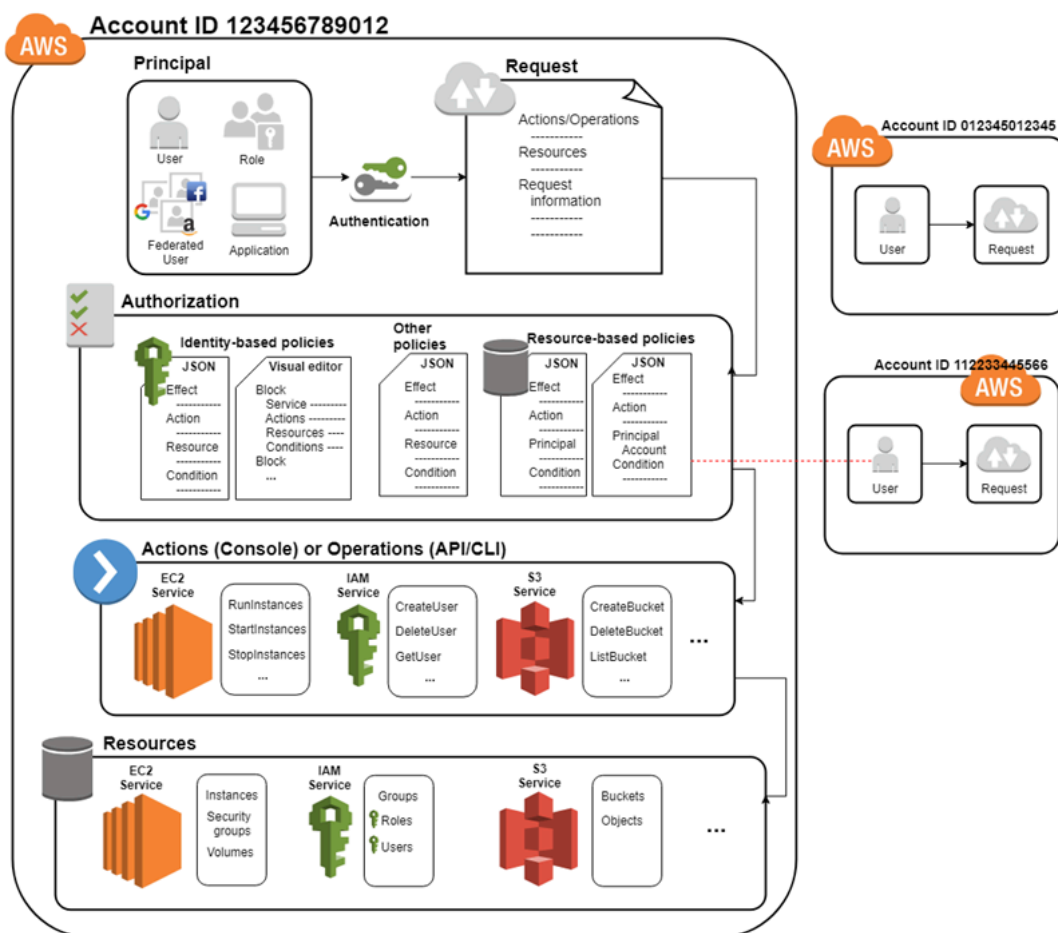 Account ID 123456789012
AWS
Principal
User
Role
Federated
User
a
Application
Authentication
Request
Actions/Operations
-----------
Resources
-----------
Request
information
-----------
-----------
Account ID 012345012345
AWS
User
Request
Authorization
Identity-based policies
JSON
Effect
-----------
Action
-----------
Resource
-----------
Condition
-----------
Visual editor
Block
Service ---------
Actions ---------
Resources ----
Conditions ----
Block
...
Other
policies
JSON
Effect
-----------
Action
-----------
Resource
-----------
Condition
-----------
Resource-based policies
JSON
Effect
-----------
Action
-----------
Principal
-----------
Condition
-----------
JSON
Effect
-----------
Action
-----------
Principal
Account
Condition
-----------
Account ID 112233445566
AWS
User
Request
Actions (Console) or Operations (API/CLI)
EC2
Service
RunInstances
StartInstances
StopInstances
...
IAM
Service
CreateUser
DeleteUser
GetUser
...
S3
Service
CreateBucket
DeleteBucket
ListBucket
...
...
Resources
EC2
Service
Instances
Security
groups
Volumes
IAM
Service
Groups
Roles
Users
S3
Service
Buckets
Objects
...